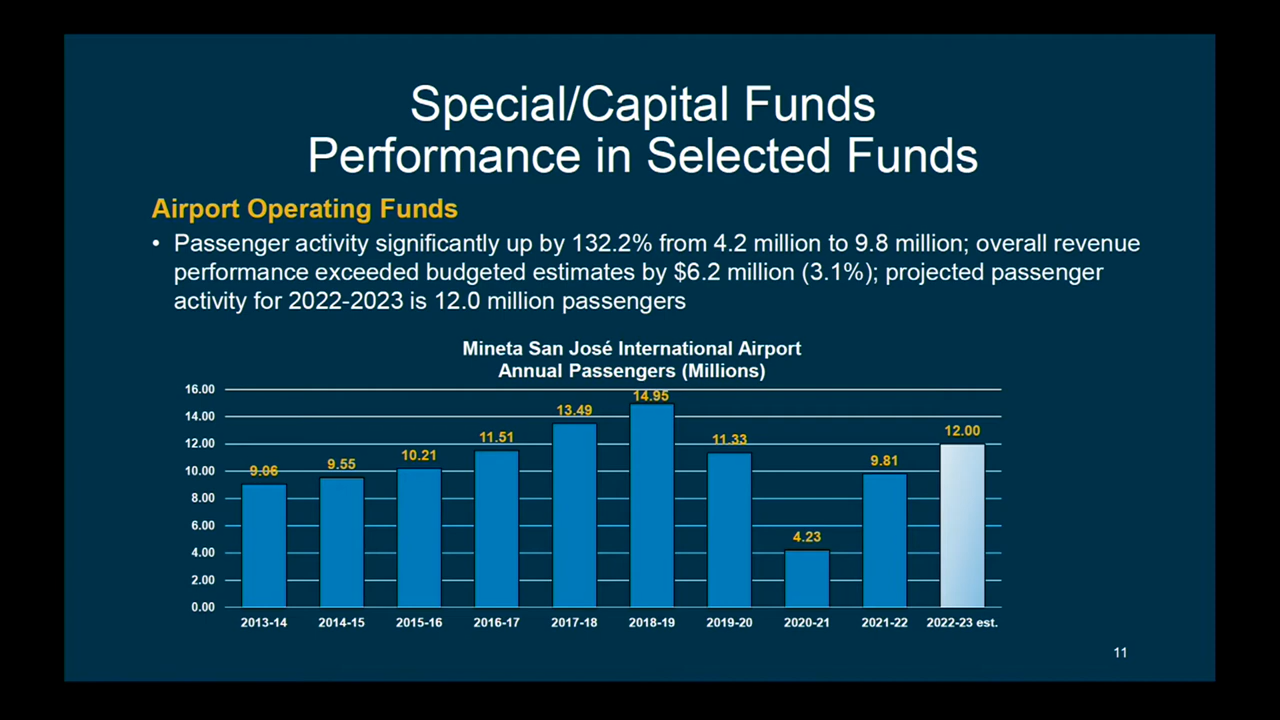 Special/Capital Funds
Performance in Selected Funds
Airport Operating Funds
• Passenger activity significantly up by 132.2% from 4.2 million to 9.8 million; overall revenue
performance exceeded budgeted estimates by $6.2 million (3.1%); projected passenger
activity for 2022-2023 is 12.0 million passengers
Mineta San José International Airport
Annual Passengers (Millions)
16.00
14.00
12.00
10.00
8.00
6.00
4.00
2.00
0.00
9.06
9.55
10.21
11.51
13.49
14.95
11.33
4.23
9.81
12.00
2013-14 2014-15 2015-16 2016-17 2017-18 2018-19 2019-20 2020-21 2021-22 2022-23 est.
11